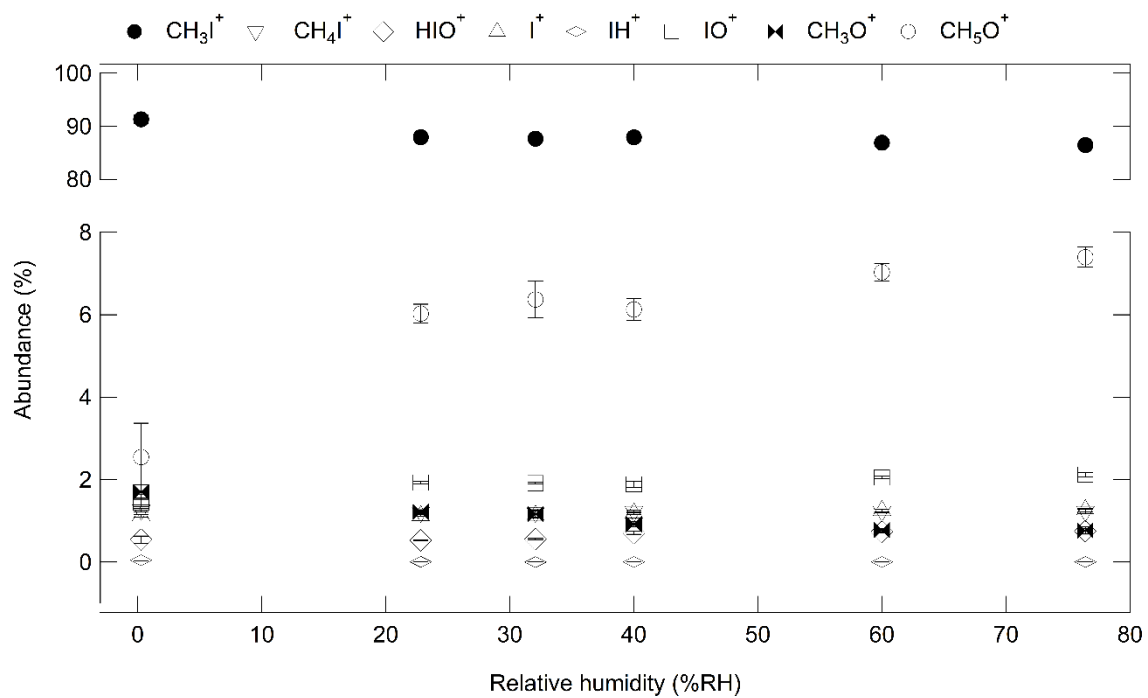 CH₃I⁺ CH₄I⁺ HIO⁺ I⁺ IH⁺ IO⁺ CH₃O⁺ CH₅O⁺
100
90
80
8
6
4
2
0
Abundance (%)
0 10 20 30 40 50 60 70 80
Relative humidity (%RH)